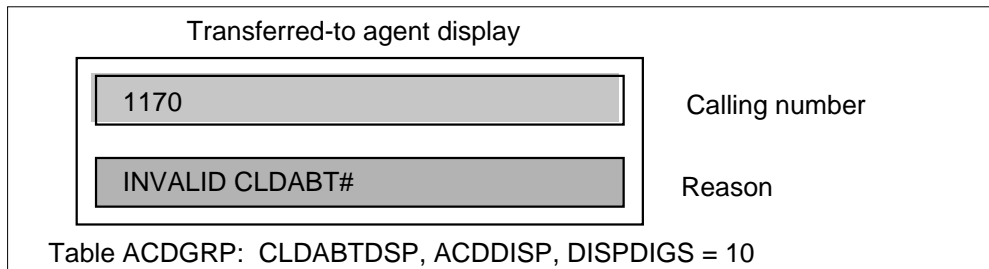 Transferred-to agent display
1170
Calling number
INVALID CLDABT#
Reason
Table ACDGRP: CLDABTDSP, ACDDISP, DISPDIGS = 10